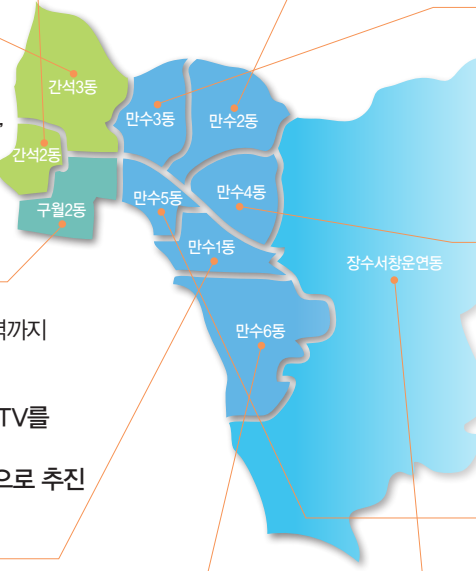 간석3동
만수3동
만수2동
간석2동
만수5동
만수4동
구월2동
만수1동
장수서창운연동
만수6동
까지
TV를
으로 추진